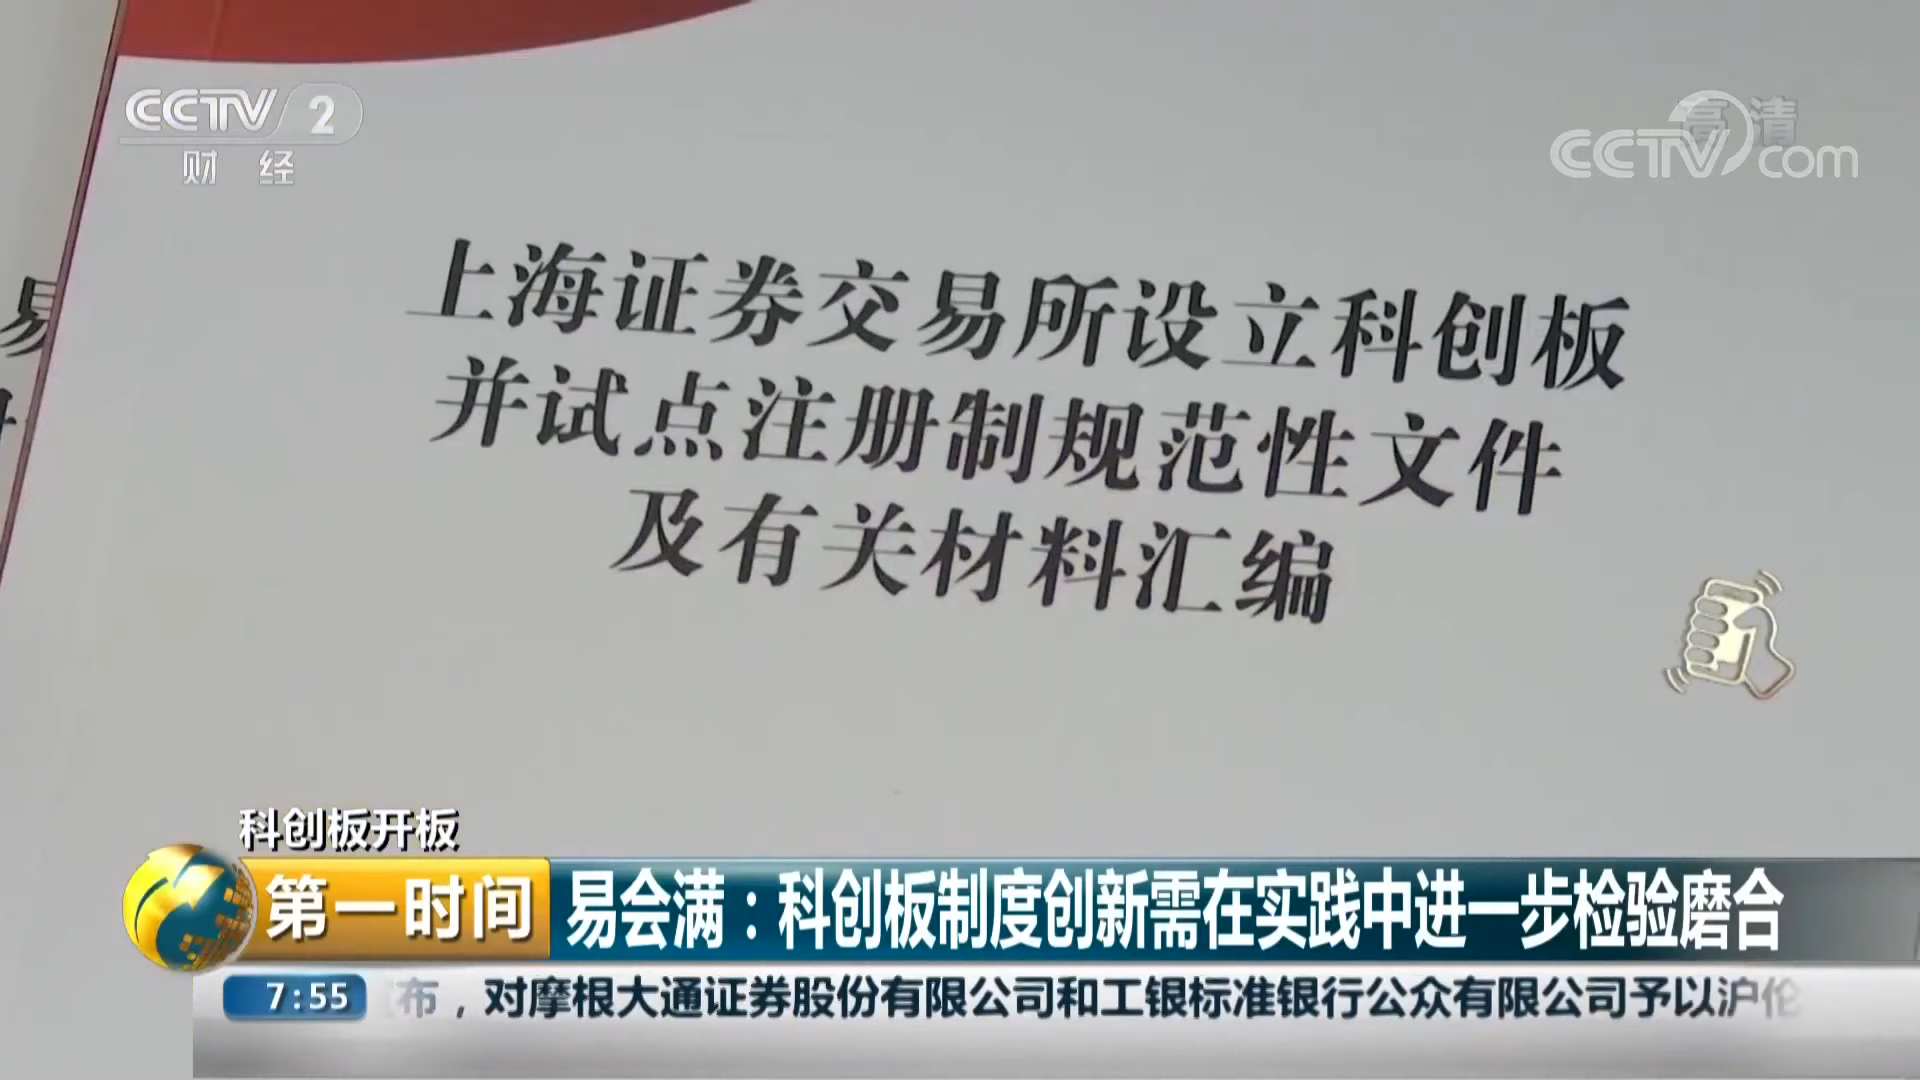 CCTV 2
财 经
高清
CCTV com
易
上海证券交易所设立科创板
并试点注册制规范性文件
及有关材料汇编
科创板开板
第一时间
易会满：科创板制度创新需在实践中进一步检验磨合
7:55
布，对摩根大通证券股份有限公司和工银标准银行公众有限公司予以沪伦